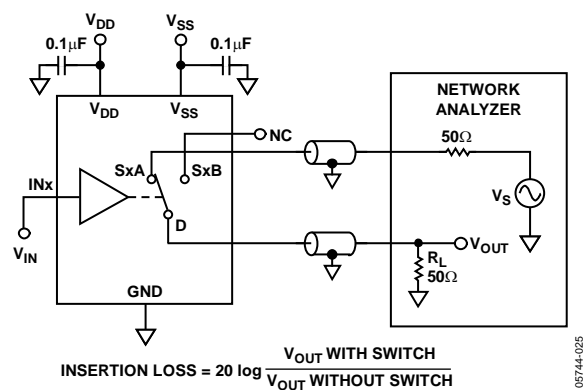 VDD VSS
0.1μF 0.1μF
VDD VSS
NETWORK
ANALYZER
NC
50Ω
SxA SxB
INx
VS
D
VOUT
VIN
RL
50Ω
GND
INSERTION LOSS = 20 log VOUT WITH SWITCH
VOUT WITHOUT SWITCH
05744-025